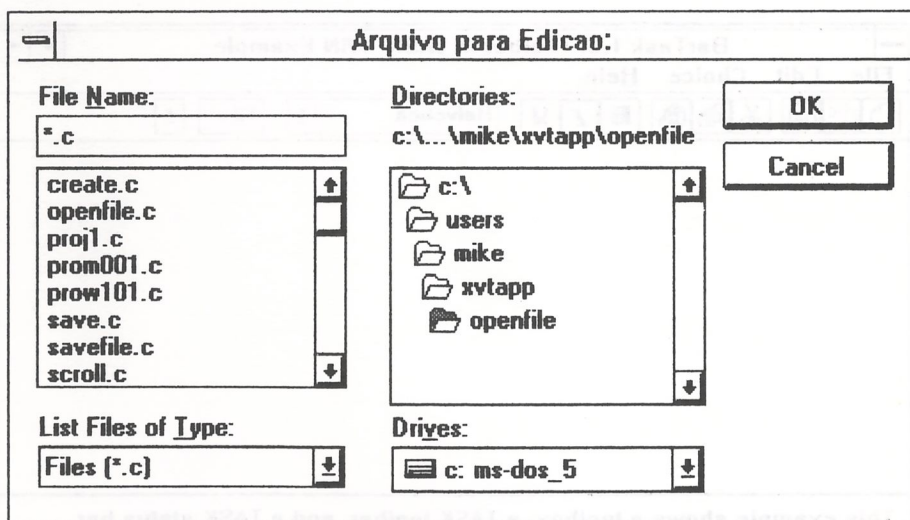 Arquivo para Edicao:
File Name:
*.c
create.c
openfile.c
proj1.c
prom001.c
prow101.c
save.c
savefile.c
scroll.c
List Files of Type:
Files (*.c)
Directories:
c:\...\mike\xvtapp\openfile
c:\
users
mike
xvtapp
openfile
Drives:
c: ms-dos_5
OK
Cancel